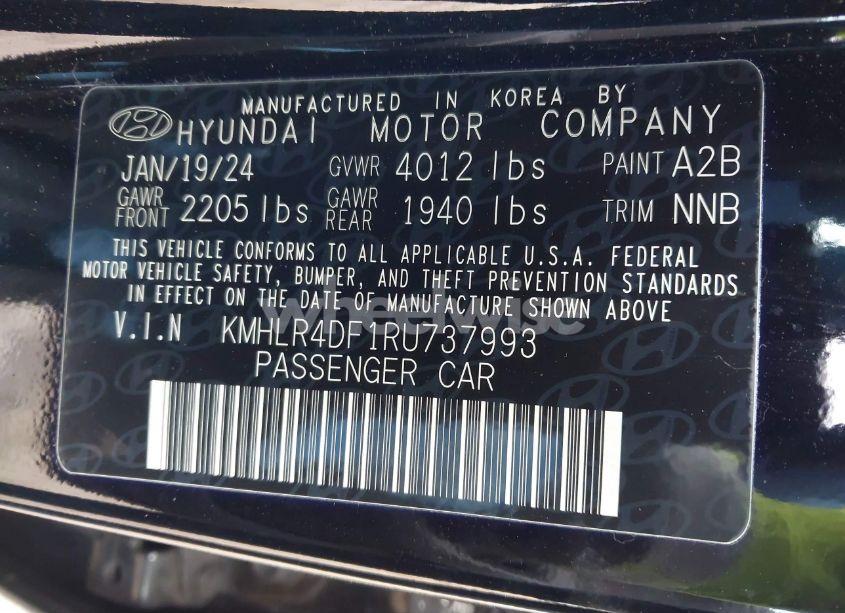 MANUFACTURED IN KOREA BY
HYUNDAI MOTOR COMPANY
JAN/19/24 GVWR 4012 lbs PAINT A2B
GAWR FRONT 2205 lbs GAWR REAR 1940 lbs TRIM NNB
THIS VEHICLE CONFORMS TO ALL APPLICABLE U.S.A. FEDERAL
MOTOR VEHICLE SAFETY, BUMPER, AND THEFT PREVENTION STANDARDS
IN EFFECT ON THE DATE OF MANUFACTURE SHOWN ABOVE
wheelwise
V.I.N KMHLR4DF1RU737993
PASSENGER CAR